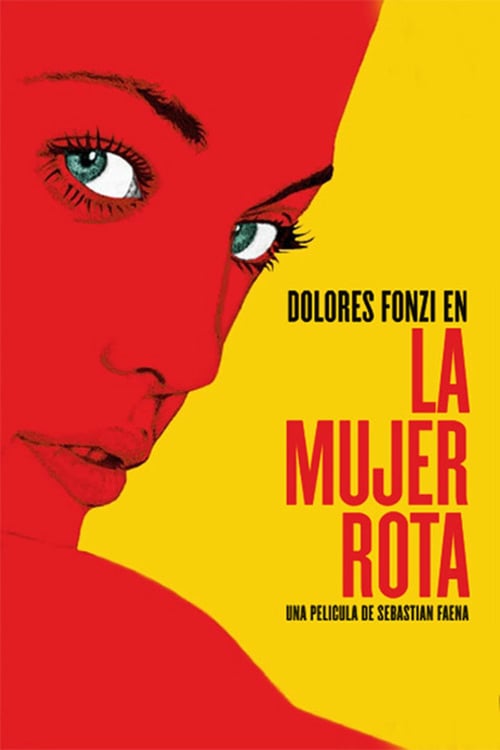 DOLORES FONZI EN
LA
MUJER
ROTA
UNA PELICULA DE SEBASTIAN FAENA